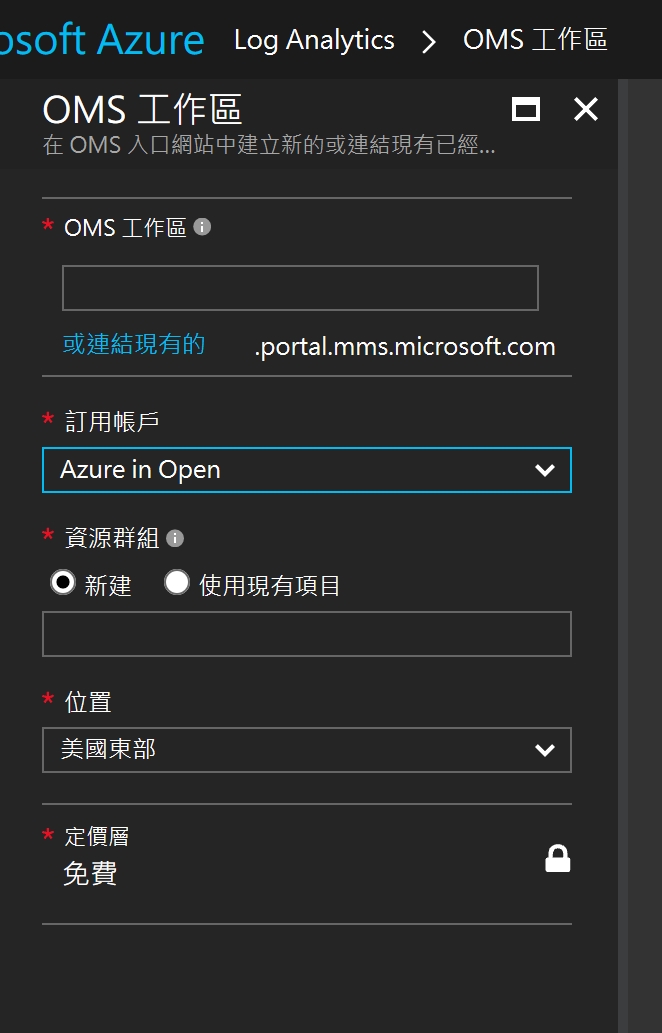 osoft Azure Log Analytics > OMS 工作區
OMS 工作區
在 OMS 入口網站中建立新的或連結現有已經...
* OMS 工作區
或連結現有的 .portal.mms.microsoft.com
* 訂用帳戶
Azure in Open
* 資源群組
新建 使用現有項目
* 位置
美國東部
* 定價層
免費